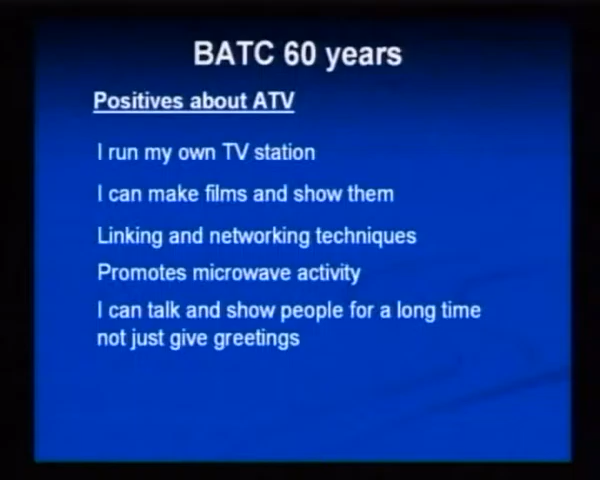 BATC 60 years
Positives about ATV
I run my own TV station
I can make films and show them
Linking and networking techniques
Promotes microwave activity
I can talk and show people for a long time
not just give greetings